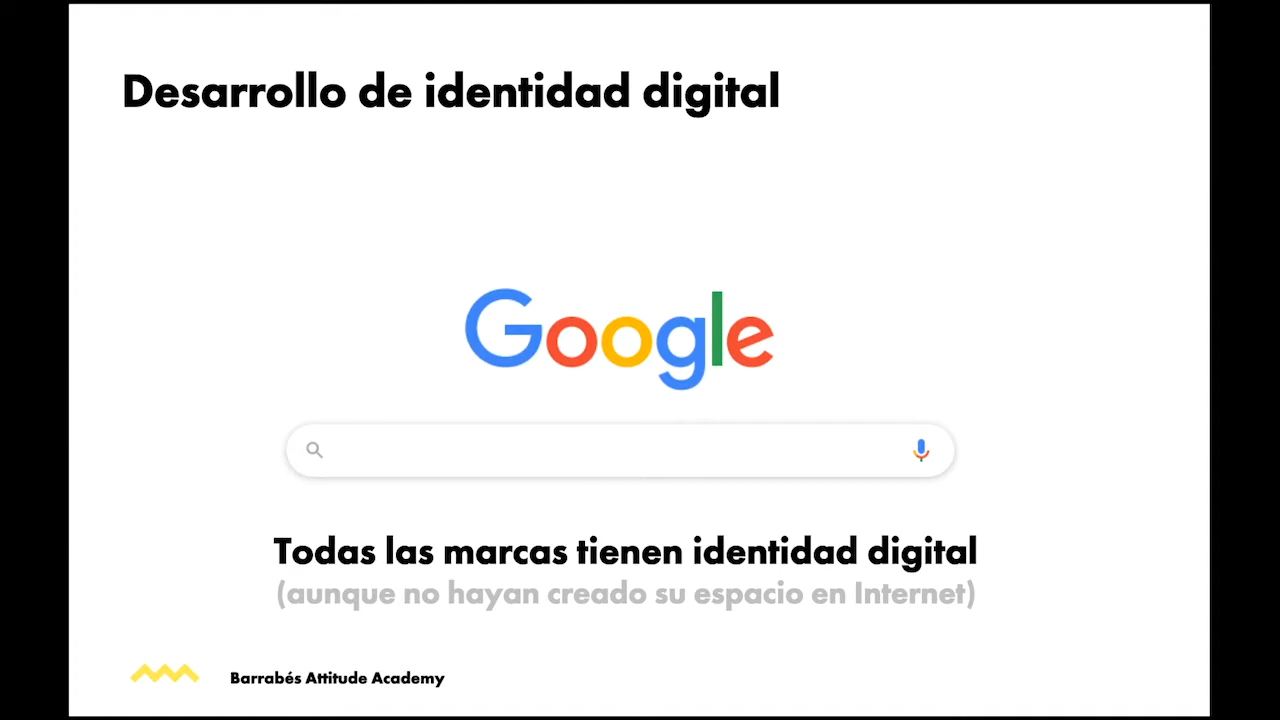 Desarrollo de identidad digital
Google
Todas las marcas tienen identidad digital
(aunque no hayan creado su espacio en Internet)
Barrabés Attitude Academy